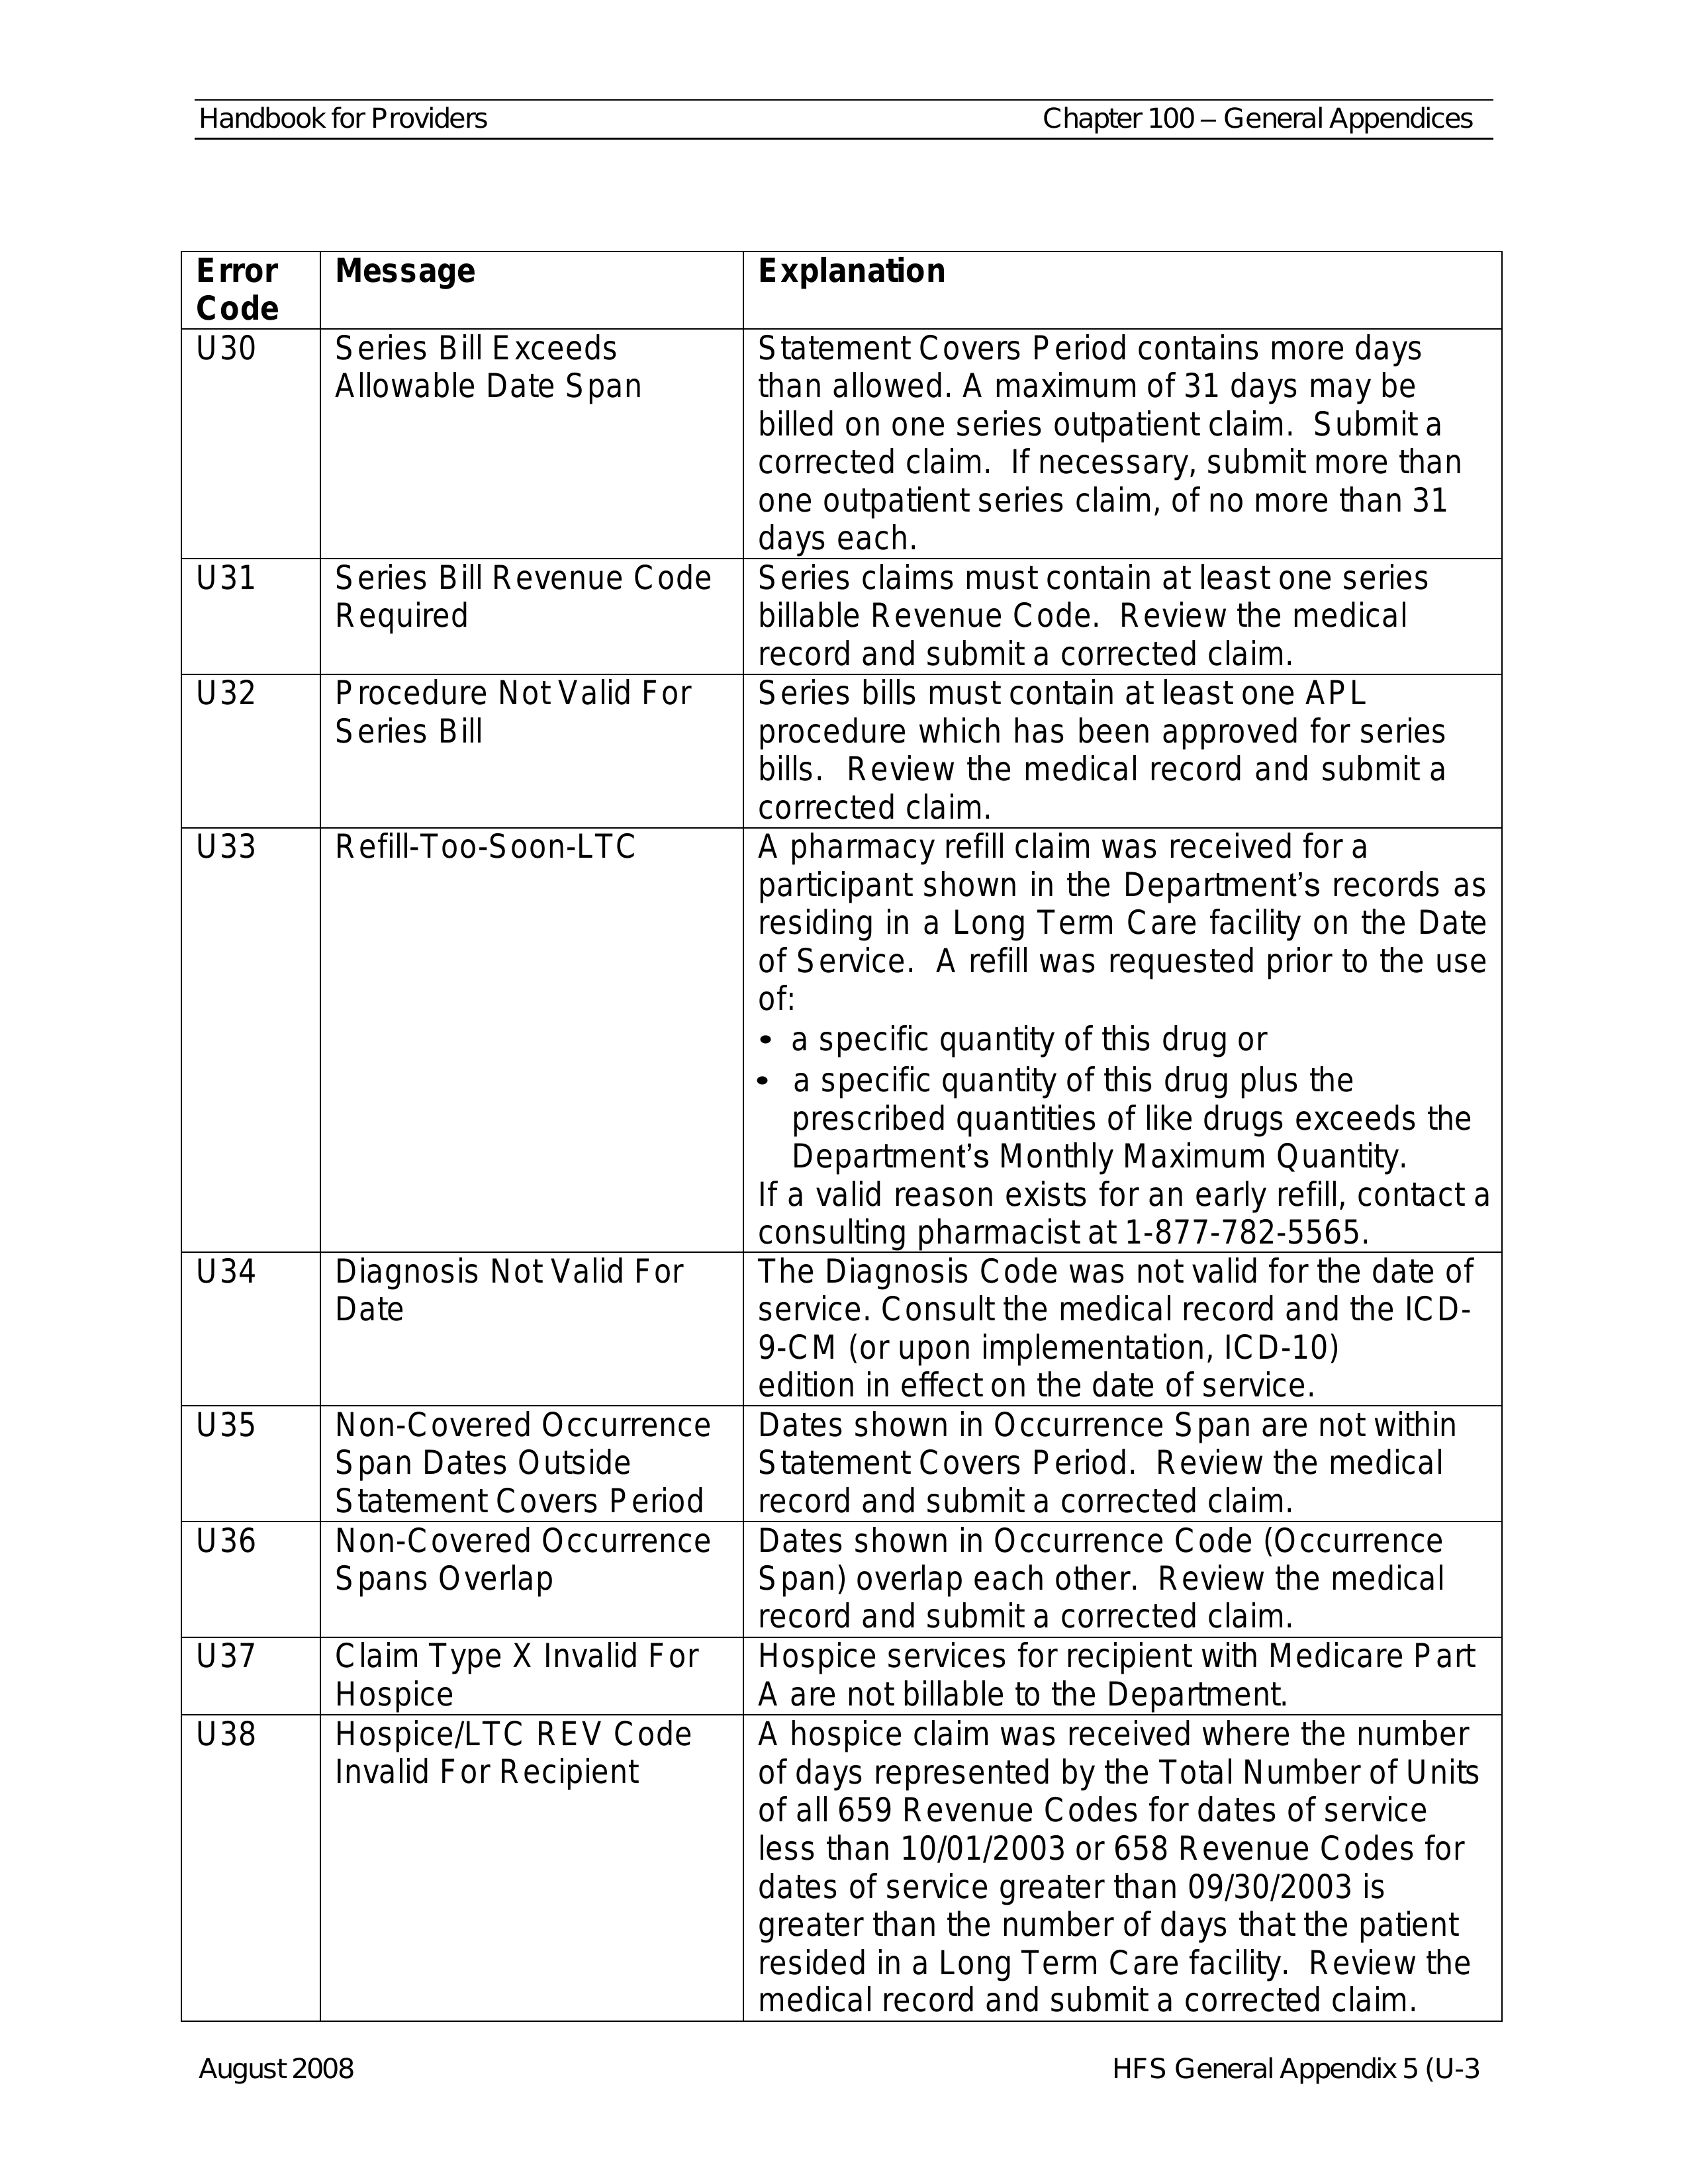 Handbook for Providers Chapter 100 – General Appendices
Error Code Message Explanation
U30 Series Bill Exceeds Allowable Date Span
Statement Covers Period contains more days
than allowed. A maximum of 31 days may be
billed on one series outpatient claim.  Submit a
corrected claim.  If necessary, submit more than
one outpatient series claim, of no more than 31
days each.
U31 Series Bill Revenue Code Required
Series claims must contain at least one series
billable Revenue Code.  Review the medical
record and submit a corrected claim.
U32 Procedure Not Valid For Series Bill
Series bills must contain at least one APL
procedure which has been approved for series
bills.  Review the medical record and submit a
corrected claim.
U33 Refill-Too-Soon-LTC
A pharmacy refill claim was received for a
participant shown in the Department’s records as
residing in a Long Term Care facility on the Date
of Service.  A refill was requested prior to the use
of:
• a specific quantity of this drug or
• a specific quantity of this drug plus the
prescribed quantities of like drugs exceeds the
Department’s Monthly Maximum Quantity.
If a valid reason exists for an early refill, contact a
consulting pharmacist at 1-877-782-5565.
U34 Diagnosis Not Valid For Date
The Diagnosis Code was not valid for the date of
service. Consult the medical record and the ICD-
9-CM (or upon implementation, ICD-10)
edition in effect on the date of service.
U35 Non-Covered Occurrence Span Dates Outside Statement Covers Period
Dates shown in Occurrence Span are not within
Statement Covers Period.  Review the medical
record and submit a corrected claim.
U36 Non-Covered Occurrence Spans Overlap
Dates shown in Occurrence Code (Occurrence
Span) overlap each other.  Review the medical
record and submit a corrected claim.
U37 Claim Type X Invalid For Hospice
Hospice services for recipient with Medicare Part
A are not billable to the Department.
U38 Hospice/LTC REV Code Invalid For Recipient
A hospice claim was received where the number
of days represented by the Total Number of Units
of all 659 Revenue Codes for dates of service
less than 10/01/2003 or 658 Revenue Codes for
dates of service greater than 09/30/2003 is
greater than the number of days that the patient
resided in a Long Term Care facility.  Review the
medical record and submit a corrected claim.
August 2008 HFS General Appendix 5 (U-3